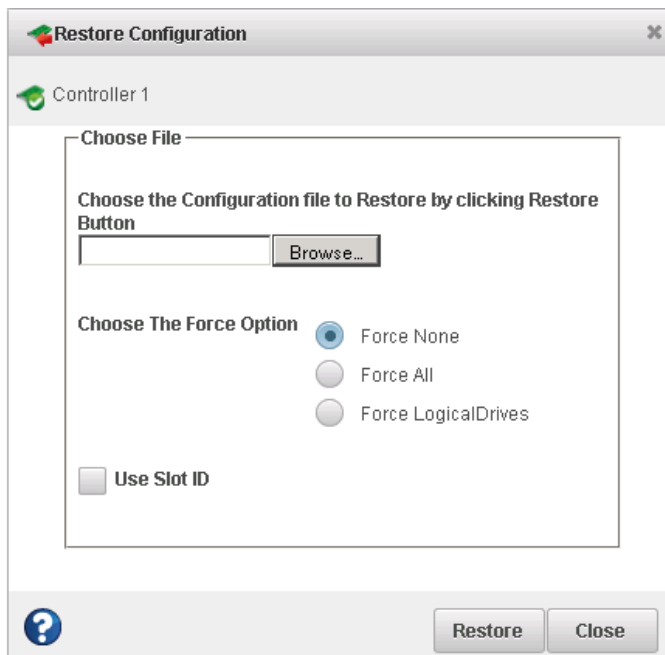 Restore Configuration
Controller 1
Choose File
Choose the Configuration file to Restore by clicking Restore
Button
Browse...
Choose The Force Option
Force None
Force All
Force LogicalDrives
Use Slot ID
Restore
Close